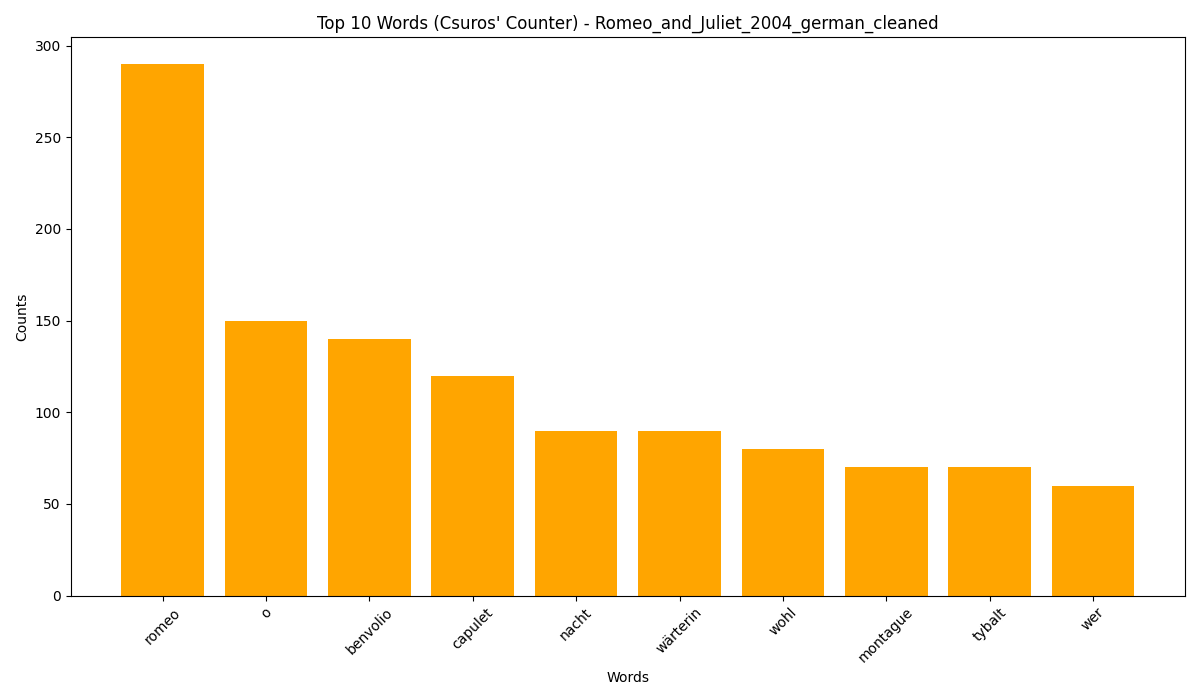 Top 10 Words (Csuros' Counter) - Romeo_and_Juliet_2004_german_cleaned
300
250
200
150
100
50
0
Counts
romeo
o
benvolio
capulet
nacht
wärterin
wohl
montague
tybalt
wer
Words